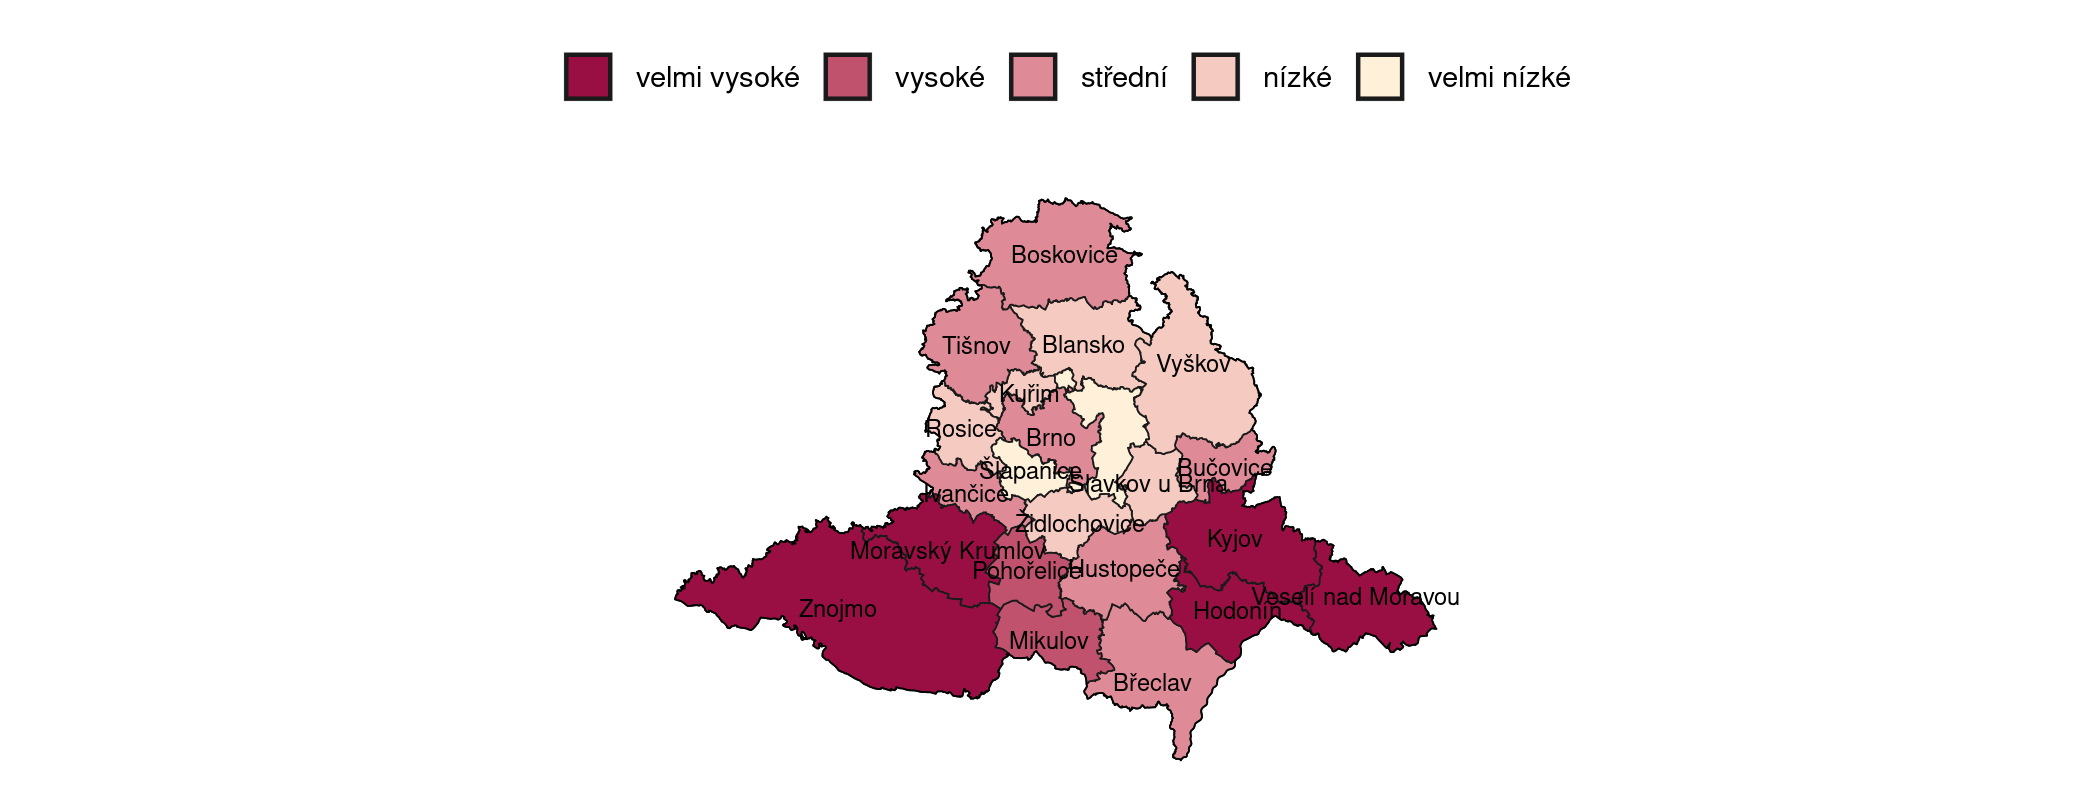 velmi vysoké vysoké střední nízké velmi nízké
Boskovice
Tišnov
Blansko
Vyškov
Kuřim
Rosice
Brno
Šlapanice
Bučovice
Slavkov u Brna
Ivančice
Židlochovice
Kyjov
Moravský Krumlov
Pohořelice
Hustopeče
Veselí nad Moravou
Znojmo
Hodonín
Mikulov
Břeclav